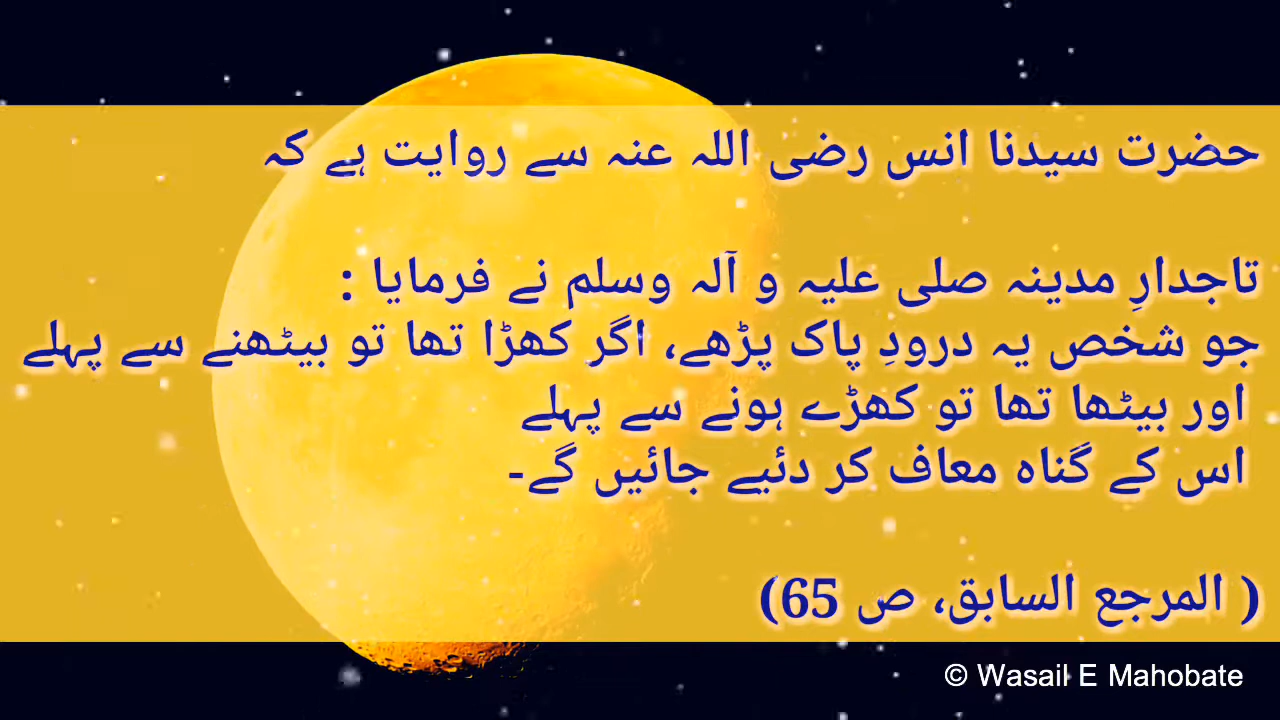 حضرت سیدنا انس رضی اللہ عنہ سے روایت ہے کہ
تاجدارِ مدینہ صلی علیہ و آلہ وسلم نے فرمایا :
جو شخص یہ درودِ پاک پڑھے، اگر کھڑا تھا تو بیٹھنے سے پہلے
اور بیٹھا تھا تو کھڑے ہونے سے پہلے
اس کے گناہ معاف کر دئیے جائیں گے-
( المرجع السابق، ص 65)
© Wasail E Mahobate